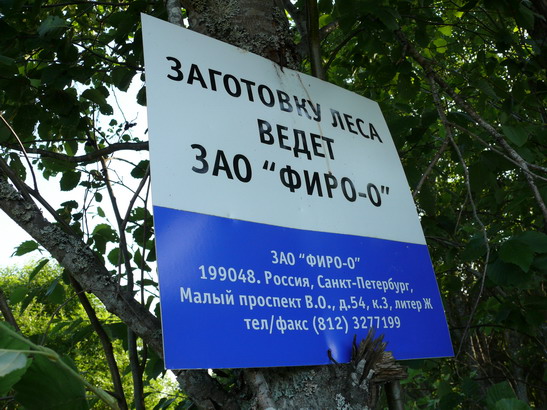 ЗАГОТОВКУ ЛЕСА
ВЕДЕТ
ЗАО "ФИРО-О"
ЗАО "ФИРО-О"
199048. Россия, Санкт-Петербург,
Малый проспект В.О., д.54, к.3, литер Ж
тел/факс (812) 3277199